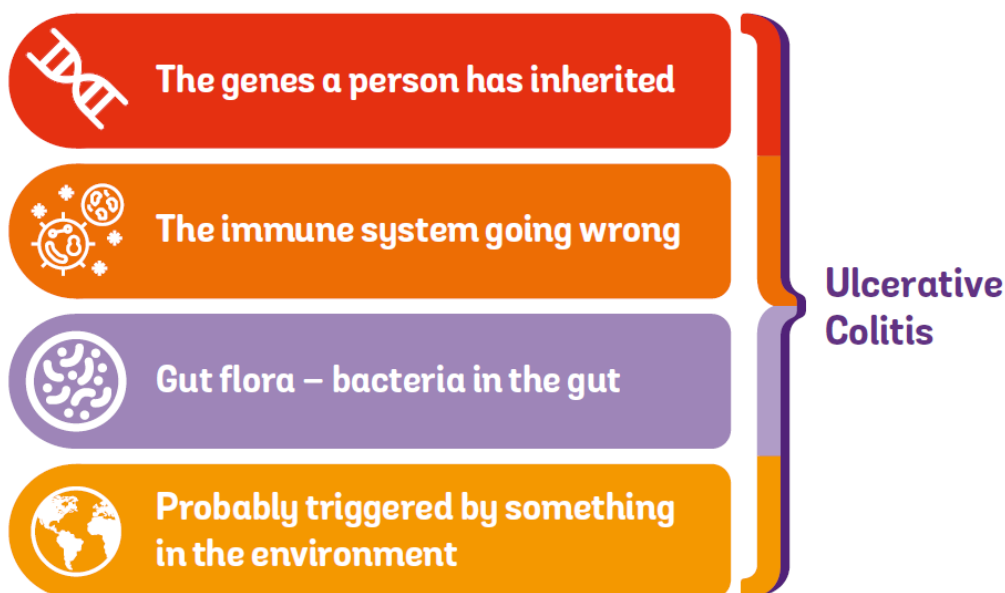 The genes a person has inherited
The immune system going wrong
Gut flora – bacteria in the gut
Probably triggered by something
in the environment
Ulcerative
Colitis